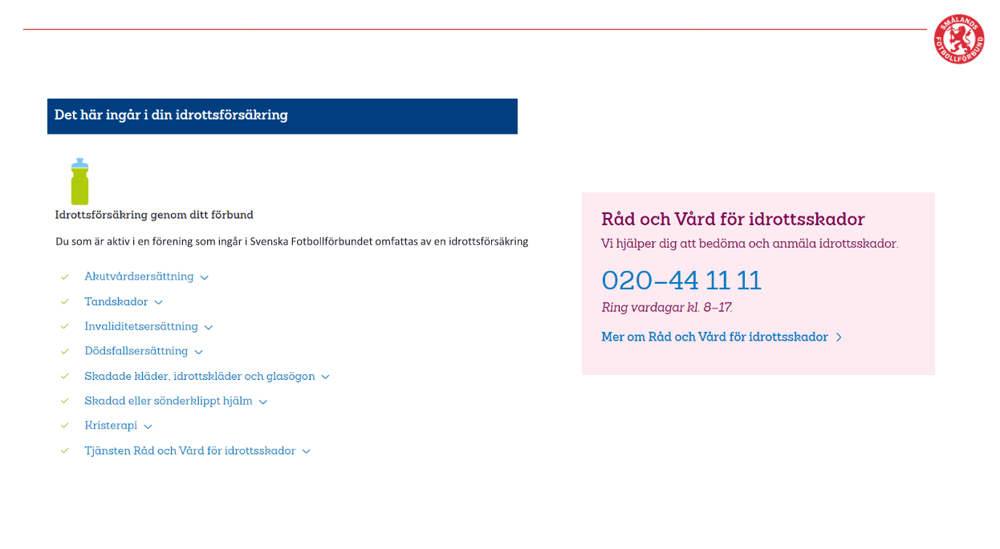 SMÅLANDS
FOTBOLLFÖRBUND
Det här ingår i din idrottsförsäkring
Idrottsförsäkring genom ditt förbund
Du som är aktiv i en förening som ingår i Svenska Fotbollförbundet omfattas av en idrottsförsäkring
Akutvårdsersättning
Tandskador
Invaliditetsersättning
Dödsfallsersättning
Skadade kläder, idrottskläder och glasögon
Skadad eller sönderklippt hjälm
Kristerapi
Tjänsten Råd och Vård för idrottsskador
Råd och Vård för idrottsskador
Vi hjälper dig att bedöma och anmäla idrottsskador.
020–44 11 11
Ring vardagar kl. 8–17.
Mer om Råd och Vård för idrottsskador